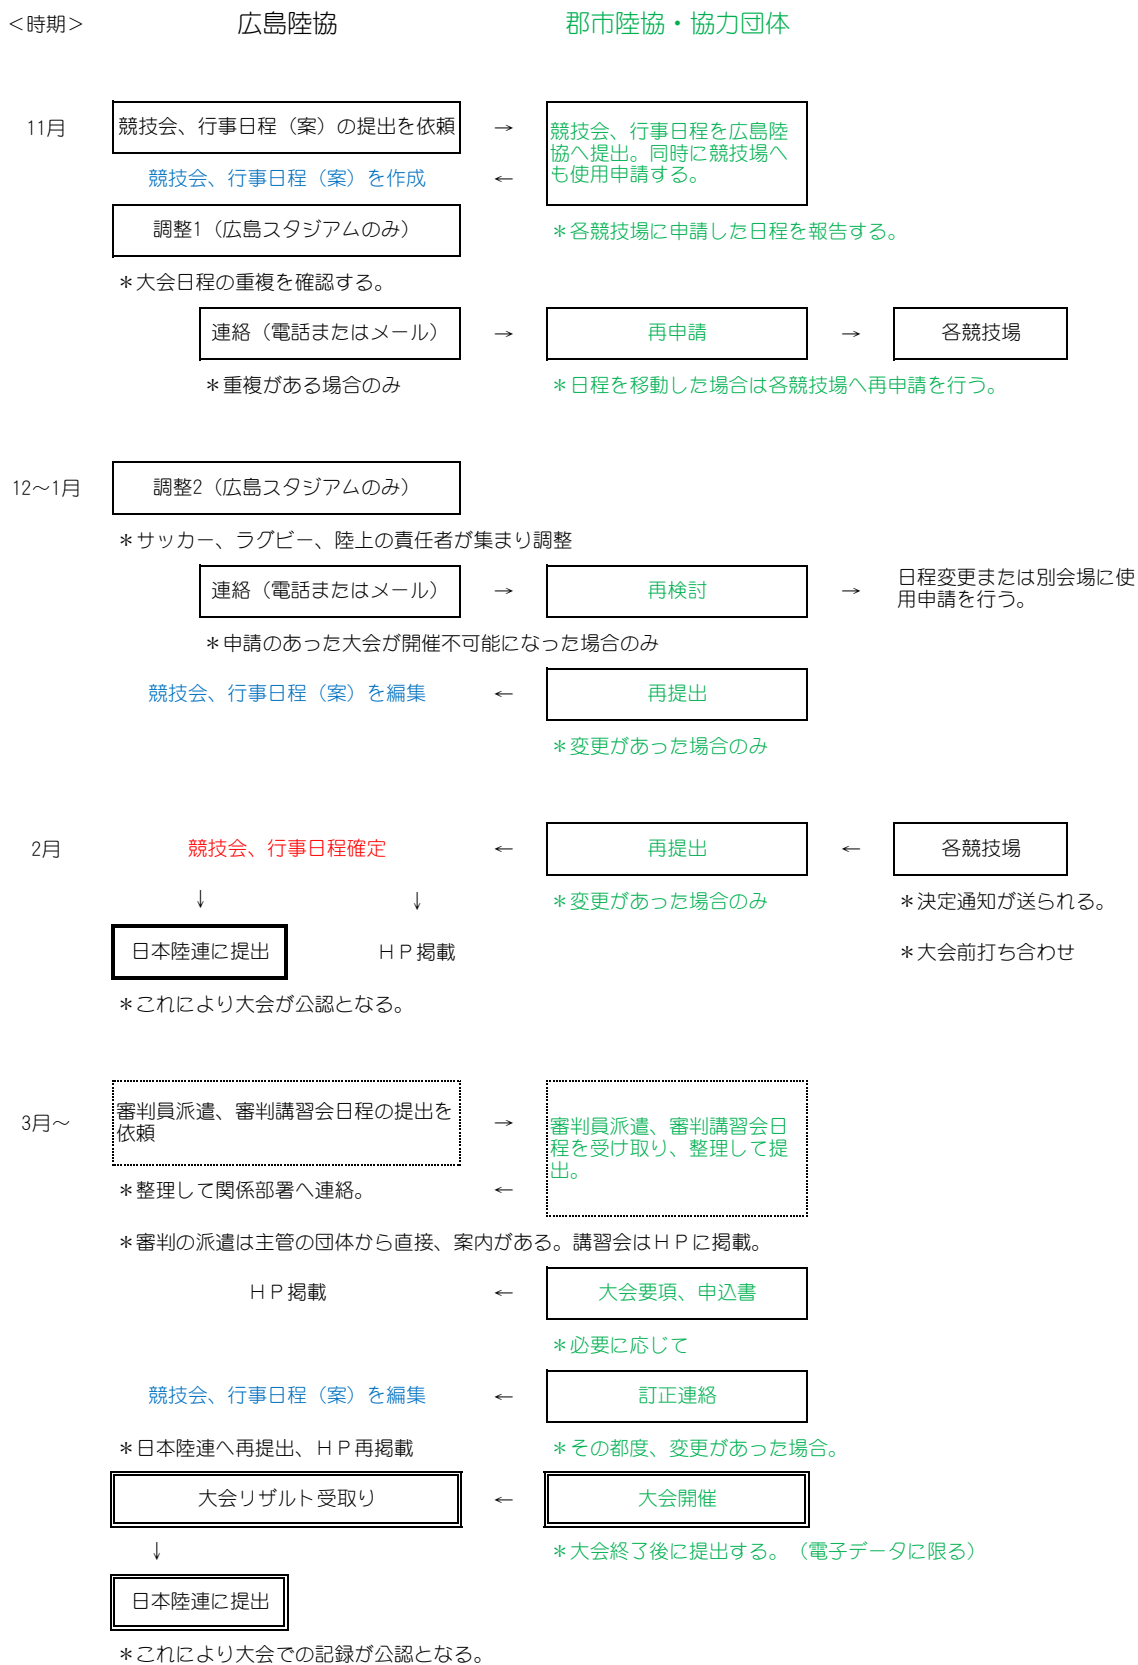 ＜時期＞
広島陸協
郡市陸協・協力団体
11月
競技会、行事日程（案）の提出を依頼
→
競技会、行事日程を広島陸
協へ提出。同時に競技場へ
も使用申請する。
競技会、行事日程（案）を作成
←
調整1（広島スタジアムのみ）
＊各競技場に申請した日程を報告する。
＊大会日程の重複を確認する。
連絡（電話またはメール）
→
再申請
→
各競技場
＊重複がある場合のみ
＊日程を移動した場合は各競技場へ再申請を行う。
12～1月
調整2（広島スタジアムのみ）
＊サッカー、ラグビー、陸上の責任者が集まり調整
連絡（電話またはメール）
→
再検討
→
日程変更または別会場に使
用申請を行う。
＊申請のあった大会が開催不可能になった場合のみ
競技会、行事日程（案）を編集
←
再提出
＊変更があった場合のみ
2月
競技会、行事日程確定
←
再提出
←
各競技場
↓
↓
＊変更があった場合のみ
＊決定通知が送られる。
日本陸連に提出
ＨＰ掲載
＊大会前打ち合わせ
＊これにより大会が公認となる。
3月～
審判員派遣、審判講習会日程の提出を
依頼
→
審判員派遣、審判講習会日
程を受け取り、整理して提
出。
＊整理して関係部署へ連絡。
←
＊審判の派遣は主管の団体から直接、案内がある。講習会はＨＰに掲載。
ＨＰ掲載
←
大会要項、申込書
＊必要に応じて
競技会、行事日程（案）を編集
←
訂正連絡
＊日本陸連へ再提出、ＨＰ再掲載
＊その都度、変更があった場合。
大会リザルト受取り
←
大会開催
↓
＊大会終了後に提出する。（電子データに限る）
日本陸連に提出
＊これにより大会での記録が公認となる。